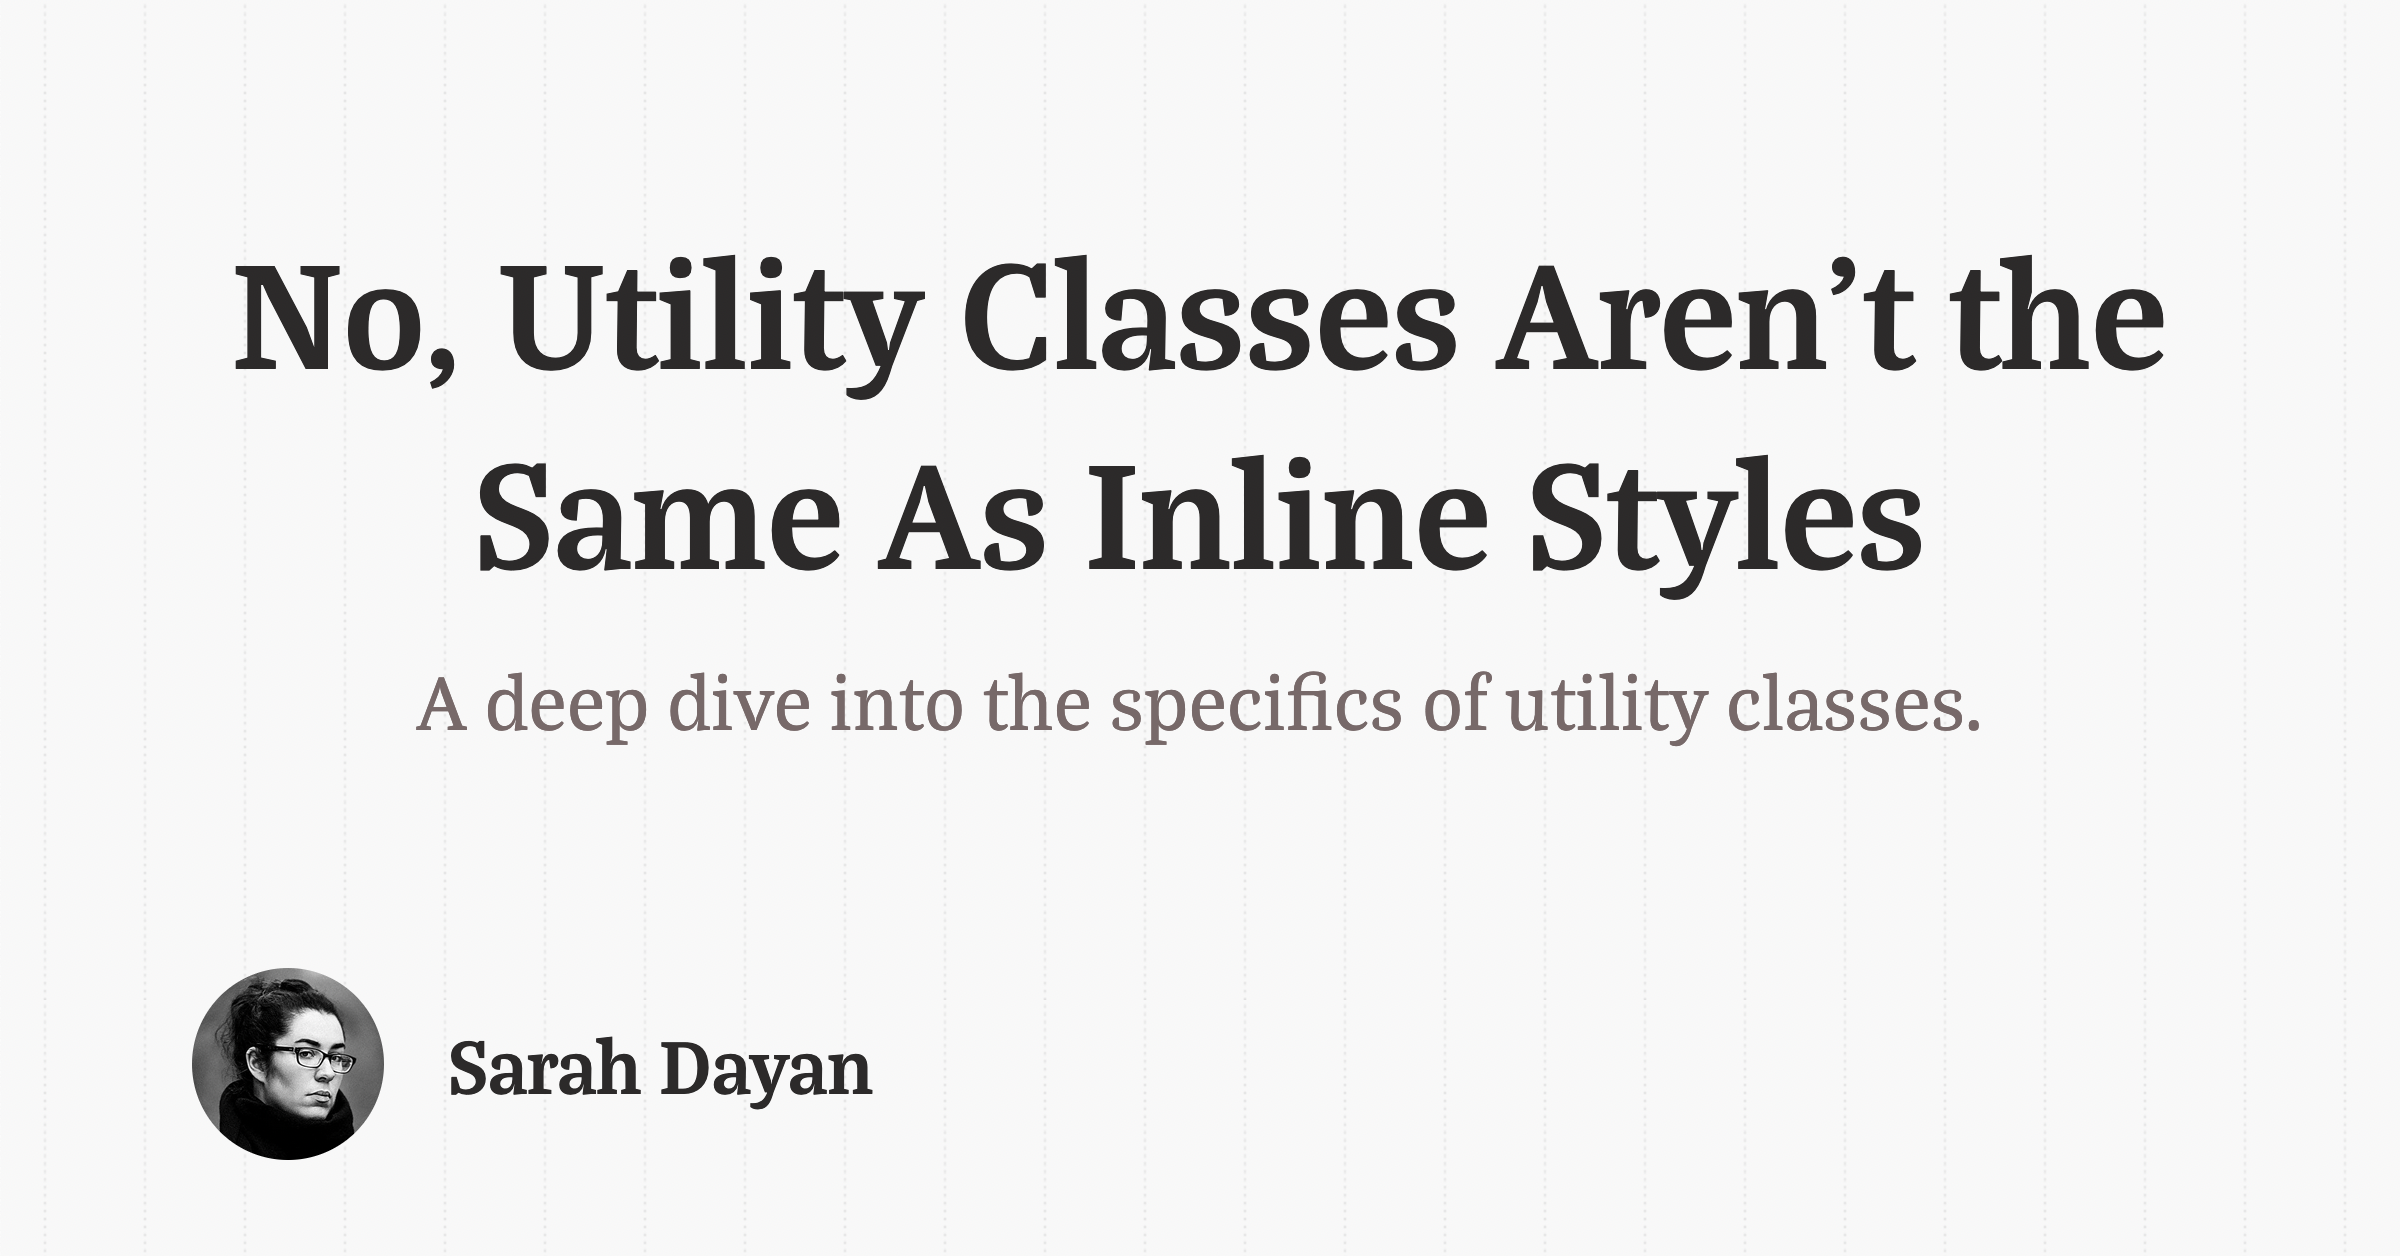 No, Utility Classes Aren’t the
Same As Inline Styles
A deep dive into the specifics of utility classes.
Sarah Dayan